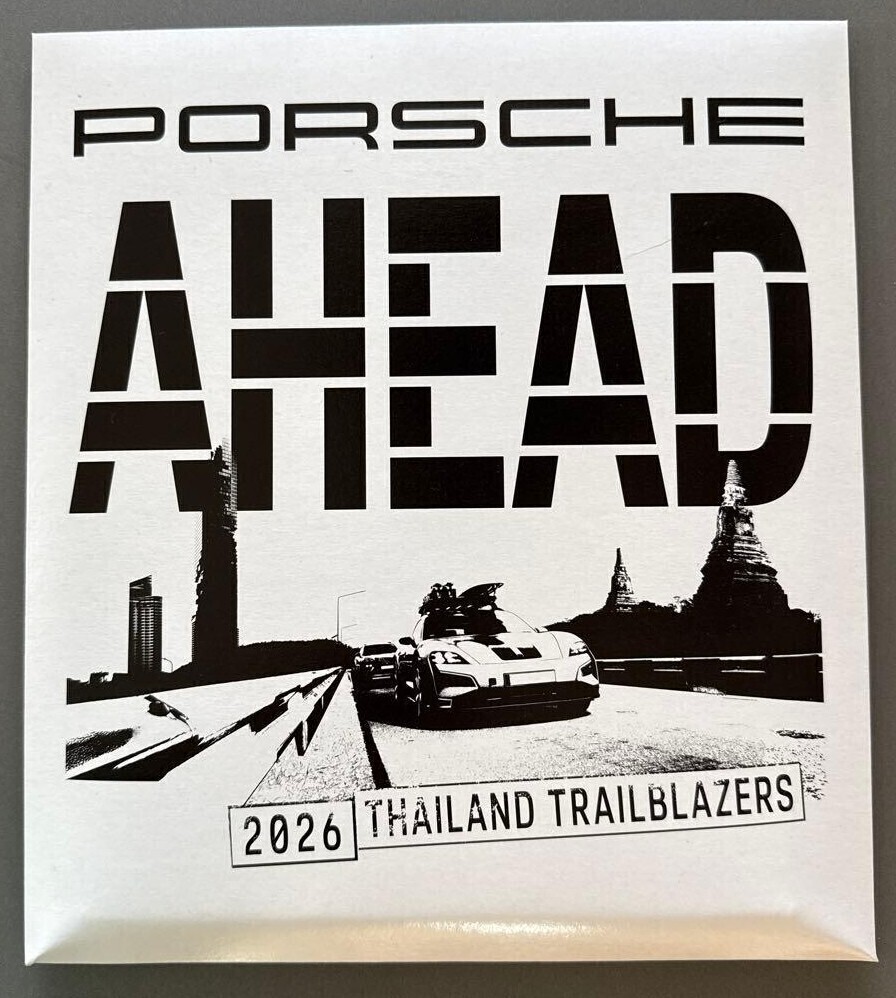 PORSCHE
AHEAD
2026 THAILAND TRAILBLAZERS